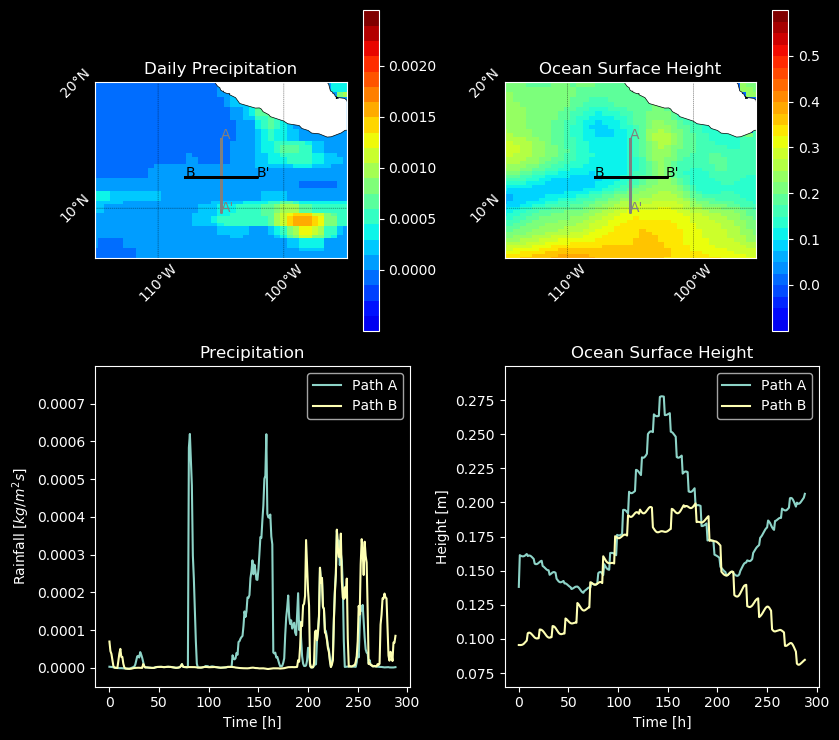 Daily Precipitation
20°N
10°N
110°W
100°W
A
B
B'
A'
0.0020
0.0015
0.0010
0.0005
0.0000
Ocean Surface Height
20°N
10°N
110°W
100°W
A
B
B'
A'
0.5
0.4
0.3
0.2
0.1
0.0
Precipitation
Path A
Path B
Rainfall [kg/m²s]
0.0007
0.0006
0.0005
0.0004
0.0003
0.0002
0.0001
0.0000
0 50 100 150 200 250 300
Time [h]
Ocean Surface Height
Path A
Path B
Height [m]
0.275
0.250
0.225
0.200
0.175
0.150
0.125
0.100
0.075
0 50 100 150 200 250 300
Time [h]